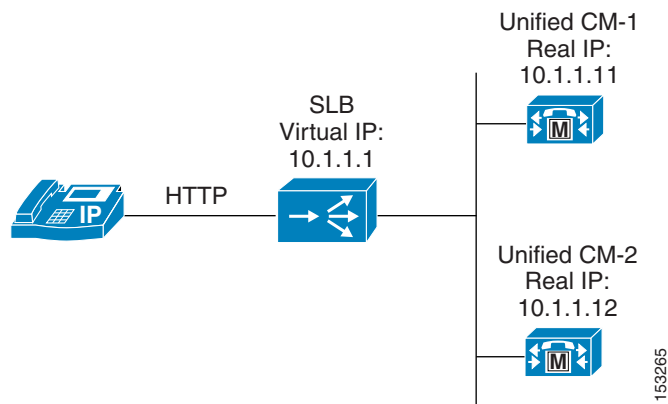 Unified CM-1
Real IP:
10.1.1.11
M
SLB
Virtual IP:
10.1.1.1
HTTP
IP
Unified CM-2
Real IP:
10.1.1.12
M
153265